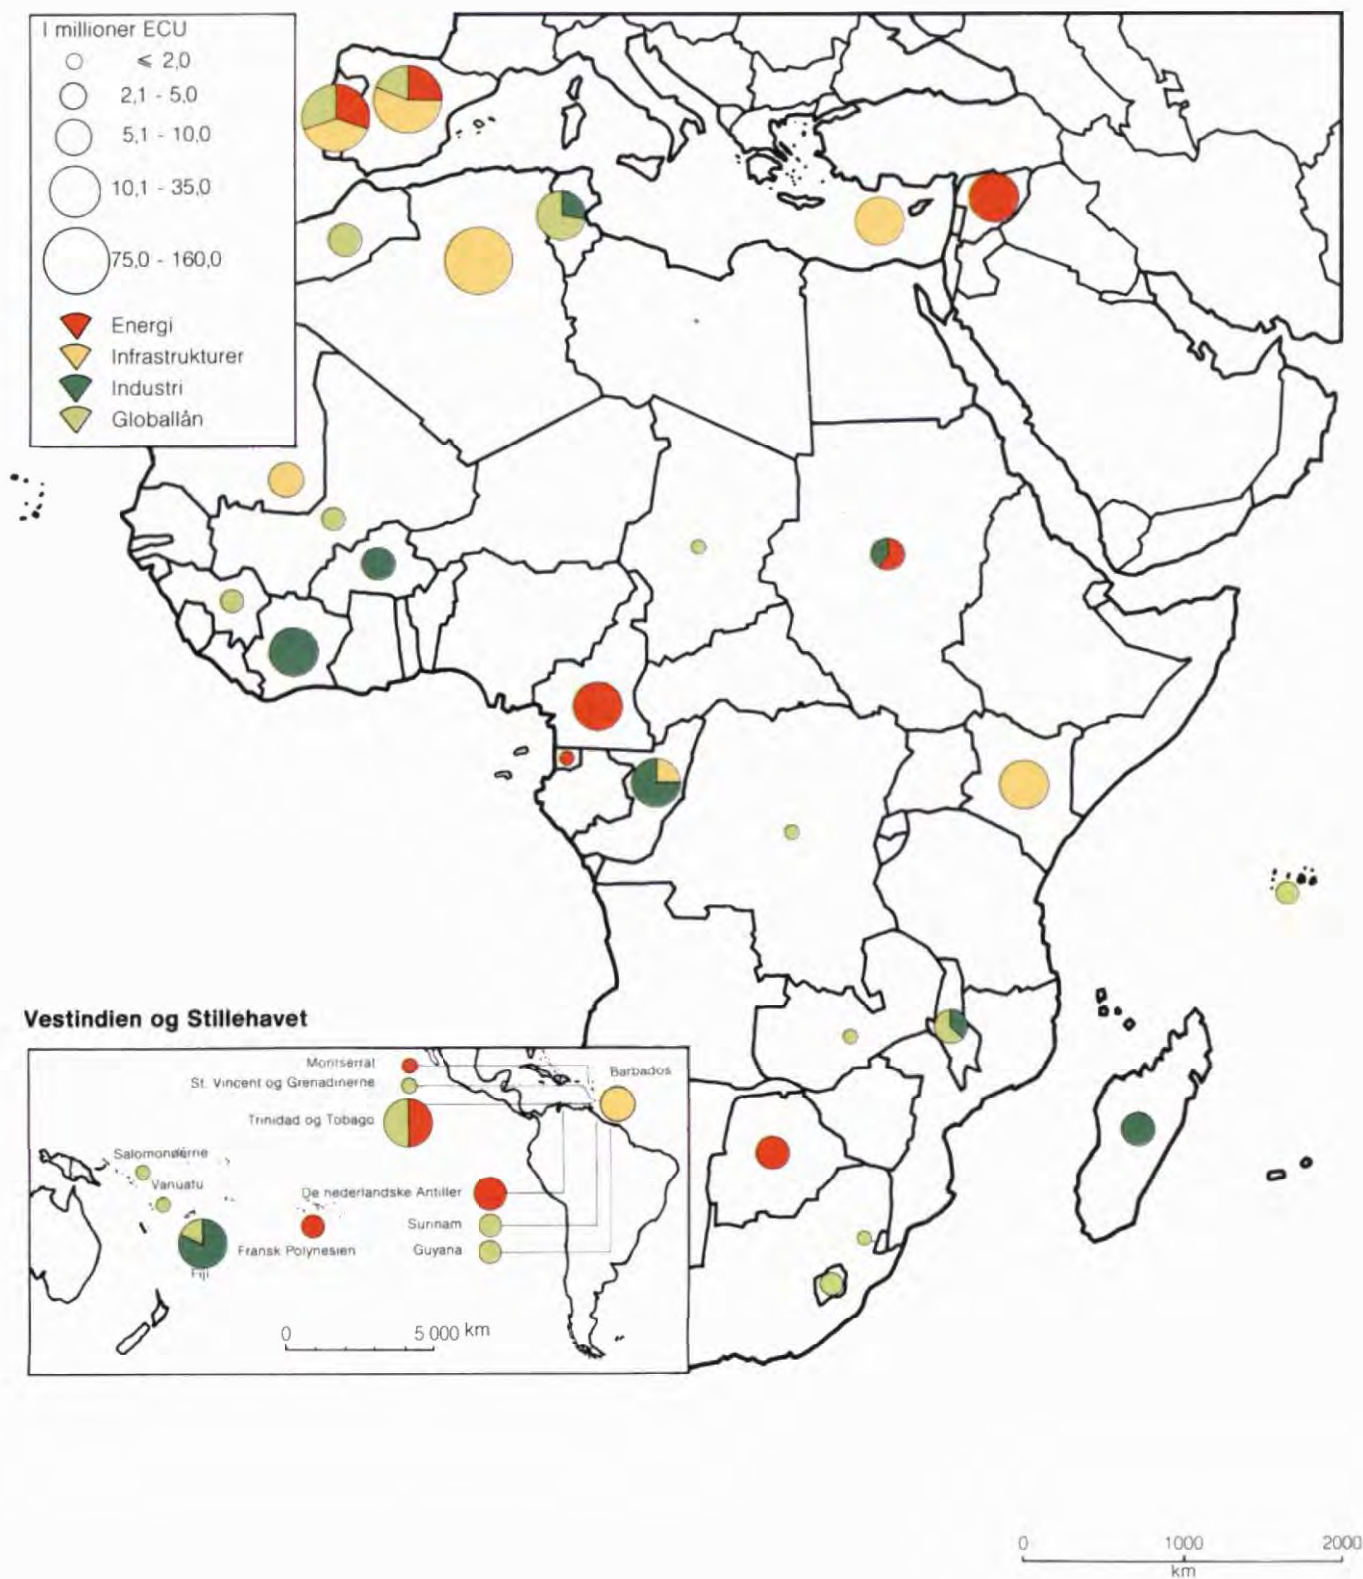 I millioner ECU
⩽ 2,0
2,1 - 5,0
5,1 - 10,0
10,1 - 35,0
75,0 - 160,0
Energi
Infrastrukturer
Industri
Globallån
Vestindien og Stillehavet
Montserrat
St. Vincent og Grenadinerne
Barbados
Trinidad og Tobago
Salomonøerne
Vanuatu
De nederlandske Antiller
Surinam
Fransk Polynesien
Guyana
Fiji
0 5 000 km
0 1000 2000
km